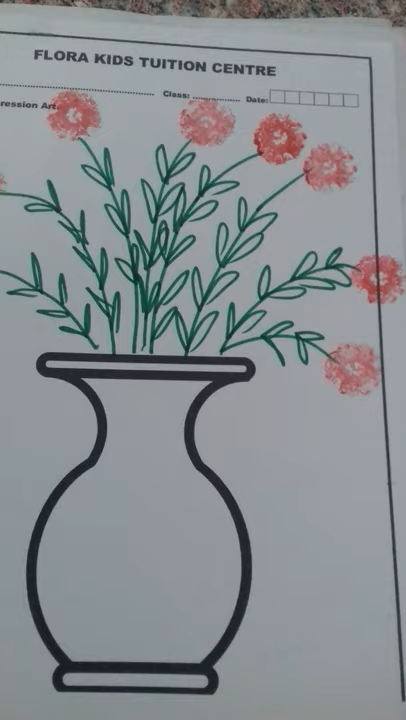 FLORA KIDS TUITION CENTRE
Class: ..................... Date:
ression Art